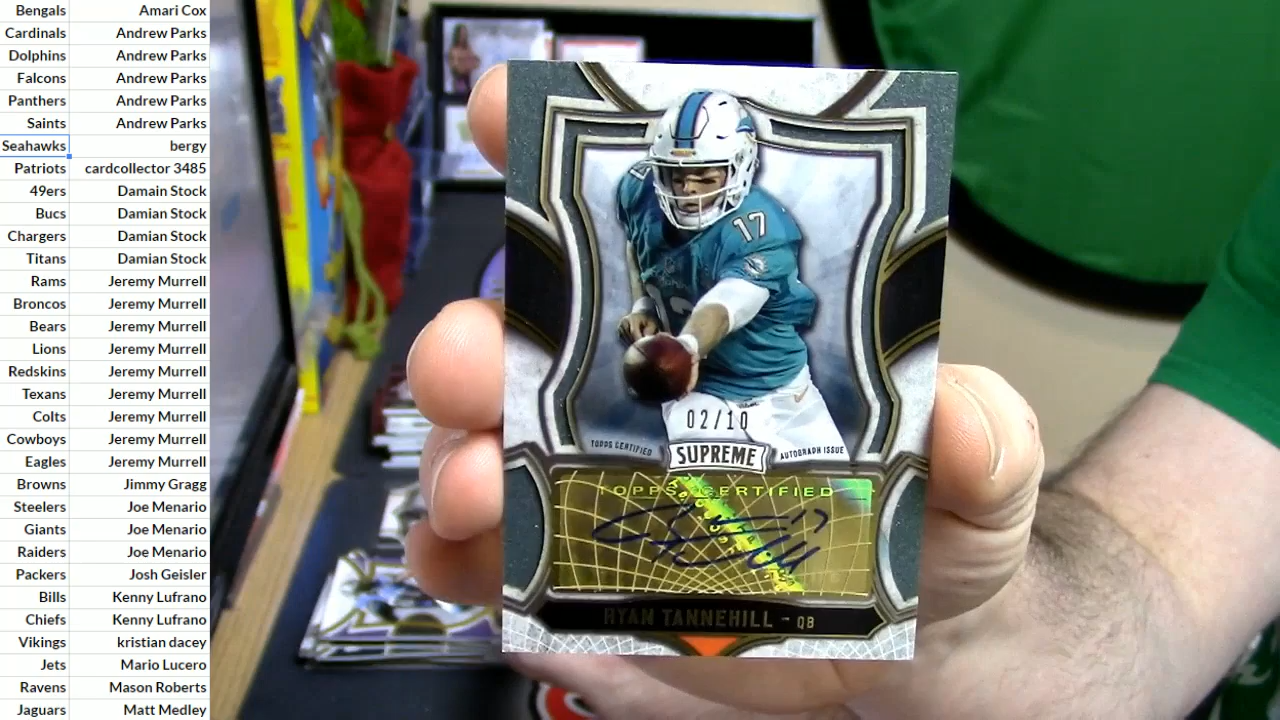 Bengals Amari Cox
Cardinals Andrew Parks
Dolphins Andrew Parks
Falcons Andrew Parks
Panthers Andrew Parks
Saints Andrew Parks
Seahawks bergy
Patriots cardcollector 3485
49ers Damain Stock
Bucs Damian Stock
Chargers Damian Stock
Titans Damian Stock
Rams Jeremy Murrell
Broncos Jeremy Murrell
Bears Jeremy Murrell
Lions Jeremy Murrell
Redskins Jeremy Murrell
Texans Jeremy Murrell
Colts Jeremy Murrell
Cowboys Jeremy Murrell
Eagles Jeremy Murrell
Browns Jimmy Gragg
Steelers Joe Menario
Giants Joe Menario
Raiders Joe Menario
Packers Josh Geisler
Bills Kenny Lufrano
Chiefs Kenny Lufrano
Vikings kristian dacey
Jets Mario Lucero
Ravens Mason Roberts
Jaguars Matt Medley
17
02/10
TOPPS CERTIFIED SUPREME AUTOGRAPH ISSUE
TOPPS CERTIFIED
17
RYAN TANNEHILL - QB